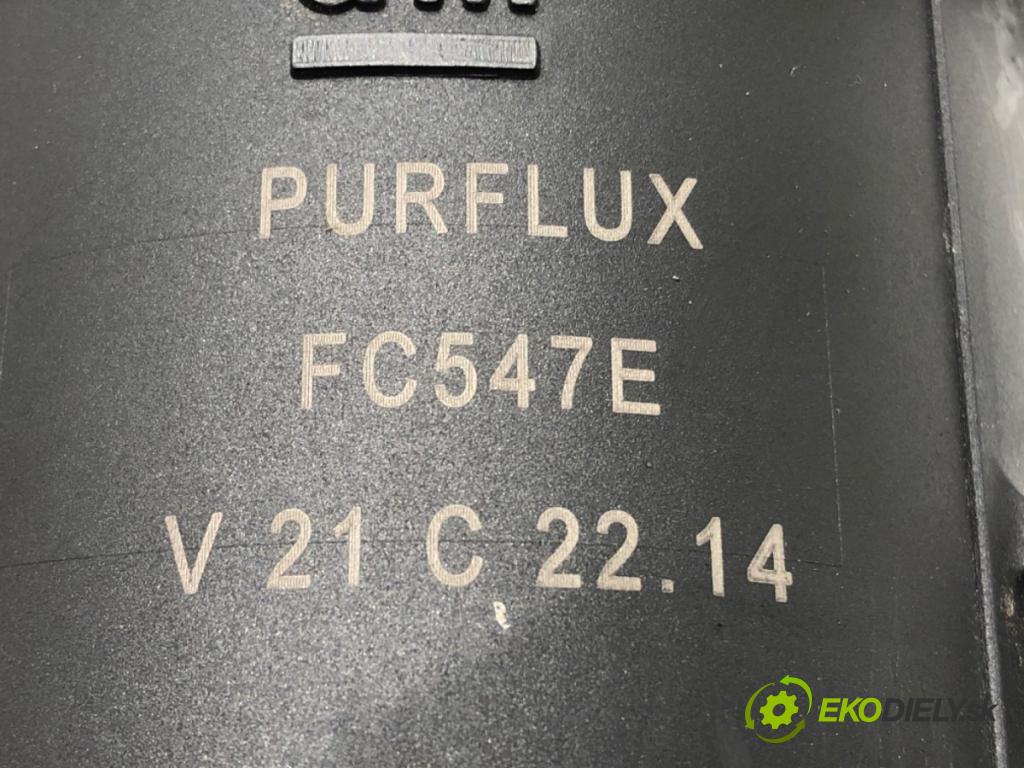 PURFLUX
FC547E
V 21 C 22.14
EKODIELY.sk